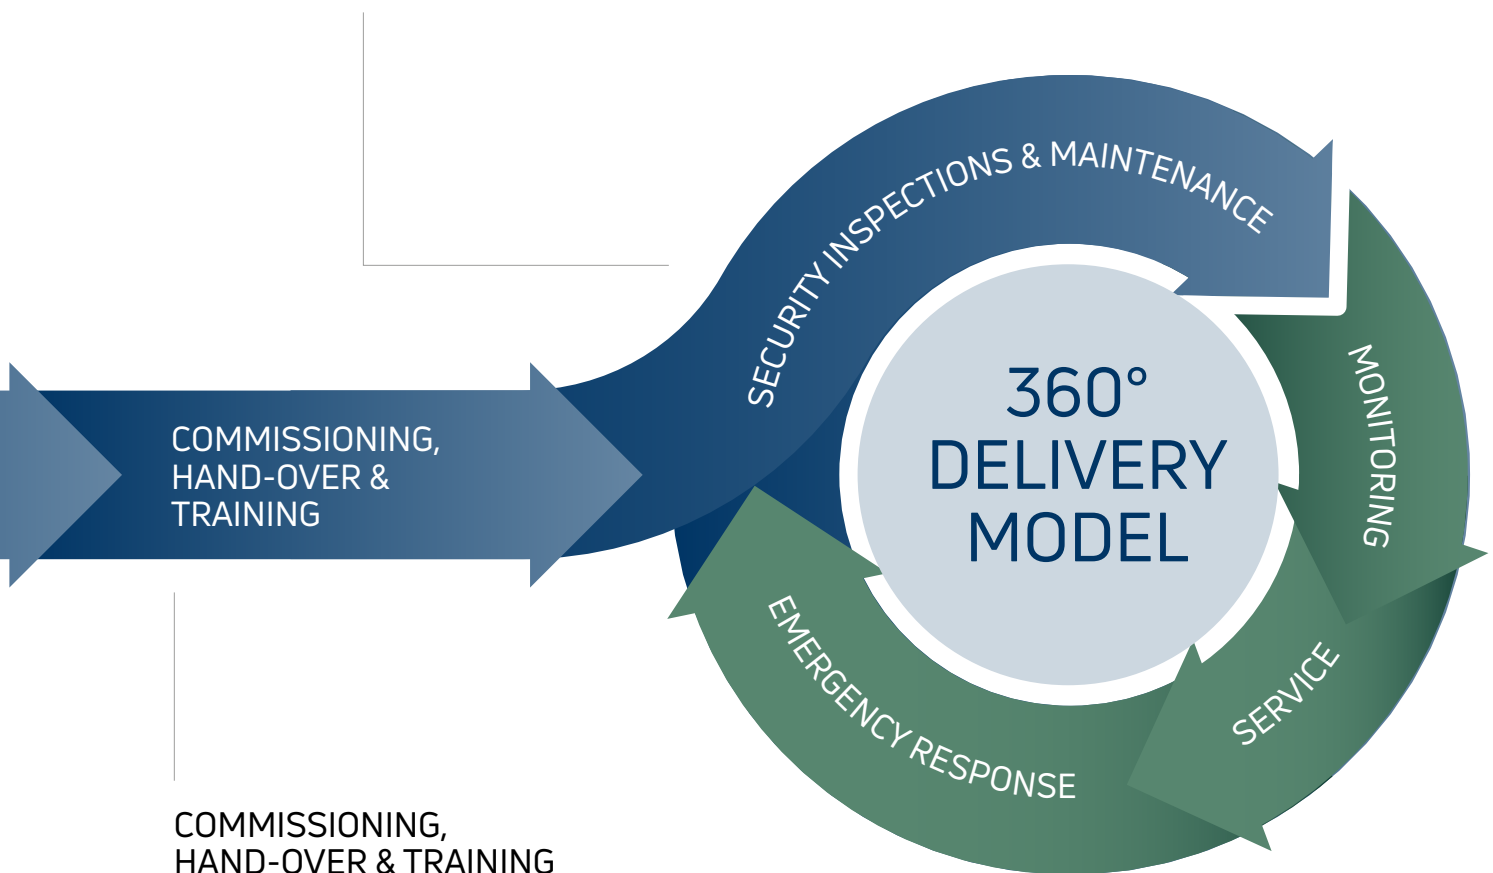 SECURITY INSPECTIONS & MAINTENANCE
COMMISSIONING,
HAND-OVER &
TRAINING
360°
DELIVERY
MODEL
MONITORING
SERVICE
EMERGENCY RESPONSE
COMMISSIONING,
HAND-OVER & TRAINING